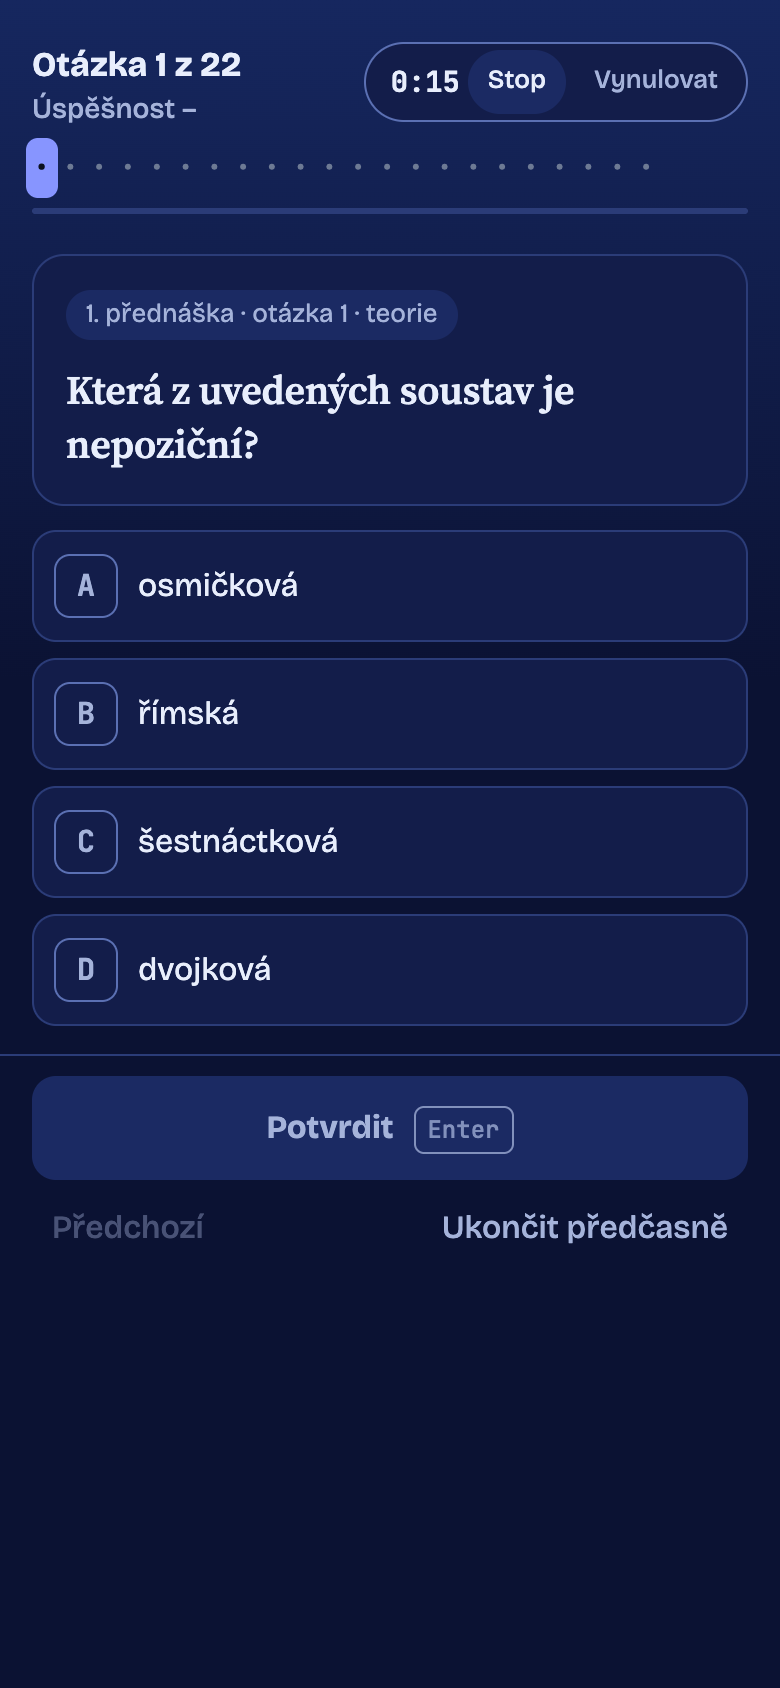 Otázka 1 z 22
Úspěšnost –
0:15 Stop Vynulovat
1. přednáška · otázka 1 · teorie
Která z uvedených soustav je
nepoziční?
A osmičková
B římská
C šestnáctková
D dvojková
Potvrdit Enter
Předchozí Ukončit předčasně